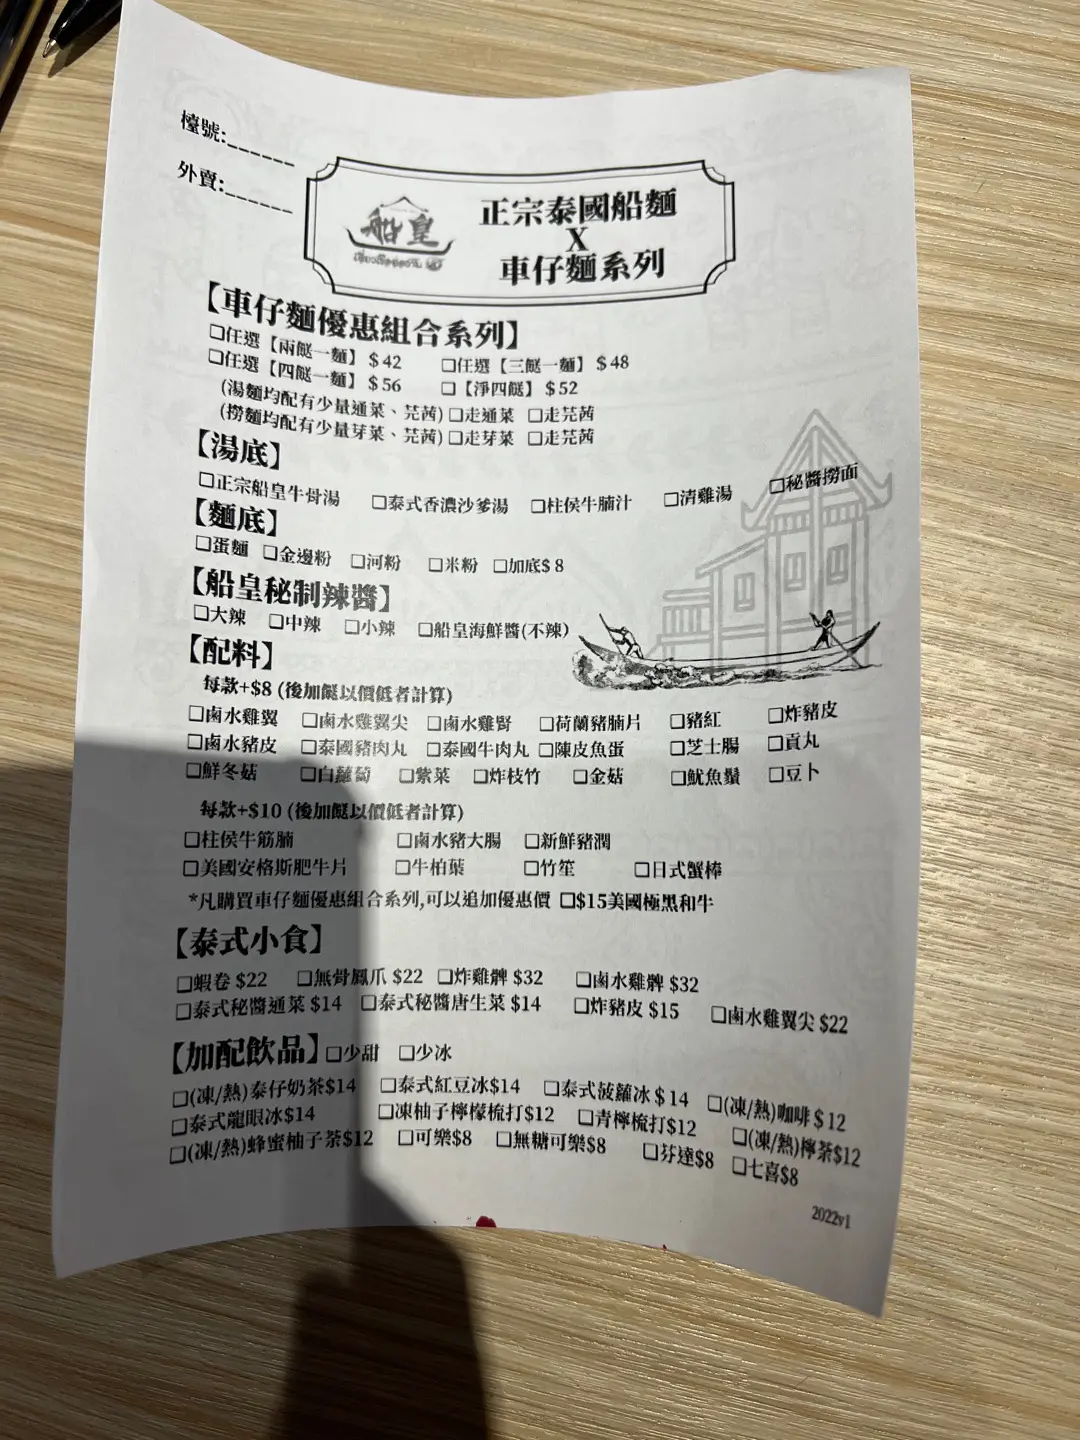 檯號:______
外賣:______
船皇
正宗泰國船麵
X
車仔麵系列
【車仔麵優惠組合系列】
❏任選【兩餸一麵】$42 ❏任選【三餸一麵】$48
❏任選【四餸一麵】$56 ❏【淨四餸】$52
(湯麵均配有少量通菜、芫茜) ❏走通菜 ❏走芫茜
(撈麵均配有少量芽菜、芫茜) ❏走芽菜 ❏走芫茜
【湯底】
❏正宗船皇牛骨湯 ❏泰式香濃沙爹湯 ❏柱侯牛腩汁 ❏清雞湯 ❏秘醬撈面
【麵底】
❏蛋麵 ❏金邊粉 ❏河粉 ❏米粉 ❏加底$8
【船皇秘制辣醬】
❏大辣 ❏中辣 ❏小辣 ❏船皇海鮮醬(不辣)
【配料】
每款+$8 (後加餸以價低者計算)
❏鹵水雞翼 ❏鹵水雞翼尖 ❏鹵水雞腎 ❏荷蘭豬腩片 ❏豬紅 ❏炸豬皮
❏鹵水豬皮 ❏泰國豬肉丸 ❏泰國牛肉丸 ❏陳皮魚蛋 ❏芝士腸 ❏貢丸
❏鮮冬菇 ❏白蘿蔔 ❏紫菜 ❏炸枝竹 ❏金菇 ❏魷魚鬚 ❏豆卜
每款+$10 (後加餸以價低者計算)
❏柱侯牛筋腩 ❏鹵水豬大腸 ❏新鮮豬潤
❏美國安格斯肥牛片 ❏牛柏葉 ❏竹笙 ❏日式蟹棒
*凡購買車仔麵優惠組合系列,可以追加優惠價 ❏$15美國極黑和牛
【泰式小食】
❏蝦卷 $22 ❏無骨鳳爪 $22 ❏炸雞髀 $32 ❏鹵水雞髀 $32
❏泰式秘醬通菜 $14 ❏泰式秘醬唐生菜 $14 ❏炸豬皮 $15 ❏鹵水雞翼尖 $22
【加配飲品】❏少甜 ❏少冰
❏(凍/熱)泰仔奶茶$14 ❏泰式紅豆冰$14 ❏泰式菠蘿冰$14 ❏(凍/熱)咖啡$12
❏泰式龍眼冰$14 ❏凍柚子檸檬梳打$12 ❏青檸梳打$12 ❏(凍/熱)檸茶$12
❏(凍/熱)蜂蜜柚子茶$12 ❏可樂$8 ❏無糖可樂$8 ❏芬達$8 ❏七喜$8
2022v1